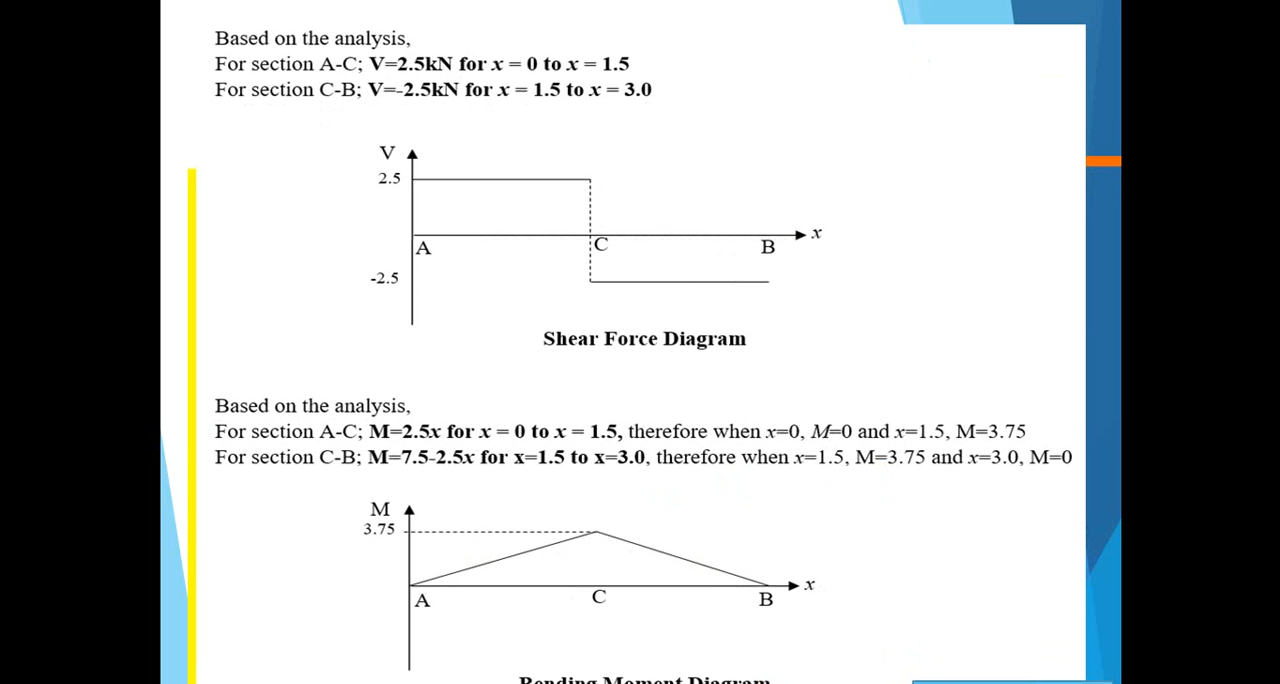 Based on the analysis,
For section A-C; V=2.5kN for x = 0 to x = 1.5
For section C-B; V=-2.5kN for x = 1.5 to x = 3.0
V
2.5
x
A
C
B
-2.5
Shear Force Diagram
Based on the analysis,
For section A-C; M=2.5x for x = 0 to x = 1.5, therefore when x=0, M=0 and x=1.5, M=3.75
For section C-B; M=7.5-2.5x for x=1.5 to x=3.0, therefore when x=1.5, M=3.75 and x=3.0, M=0
M
3.75
x
A
C
B
Bending Moment Diagram